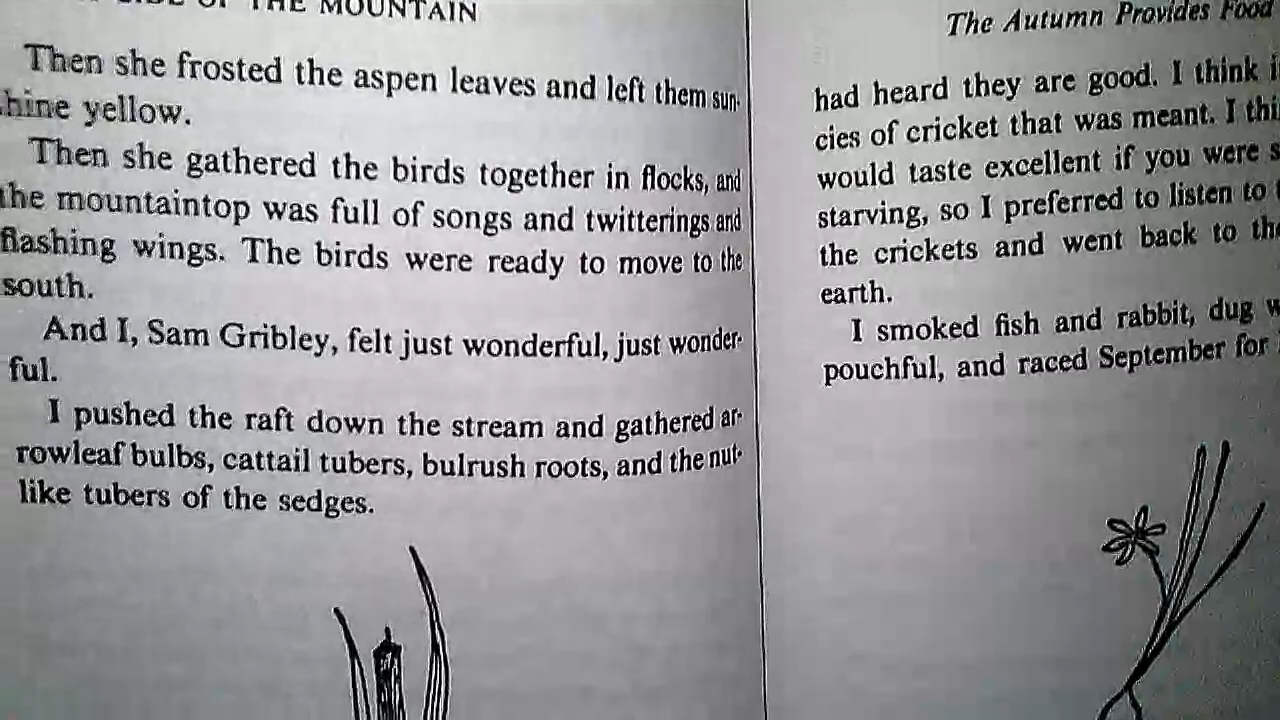 OF THE MOUNTAIN
Then she frosted the aspen leaves and left them sun-
hine yellow.
Then she gathered the birds together in flocks, and
the mountaintop was full of songs and twitterings and
flashing wings. The birds were ready to move to the
south.
And I, Sam Gribley, felt just wonderful, just wonder-
ful.
I pushed the raft down the stream and gathered ar-
rowleaf bulbs, cattail tubers, bulrush roots, and the nut-
like tubers of the sedges.
The Autumn Provides Food
had heard they are good. I think
cies of cricket that was meant. I
would taste excellent if you were
starving, so I preferred to listen to
the crickets and went back to
earth.
I smoked fish and rabbit, dug
pouchful, and raced September for